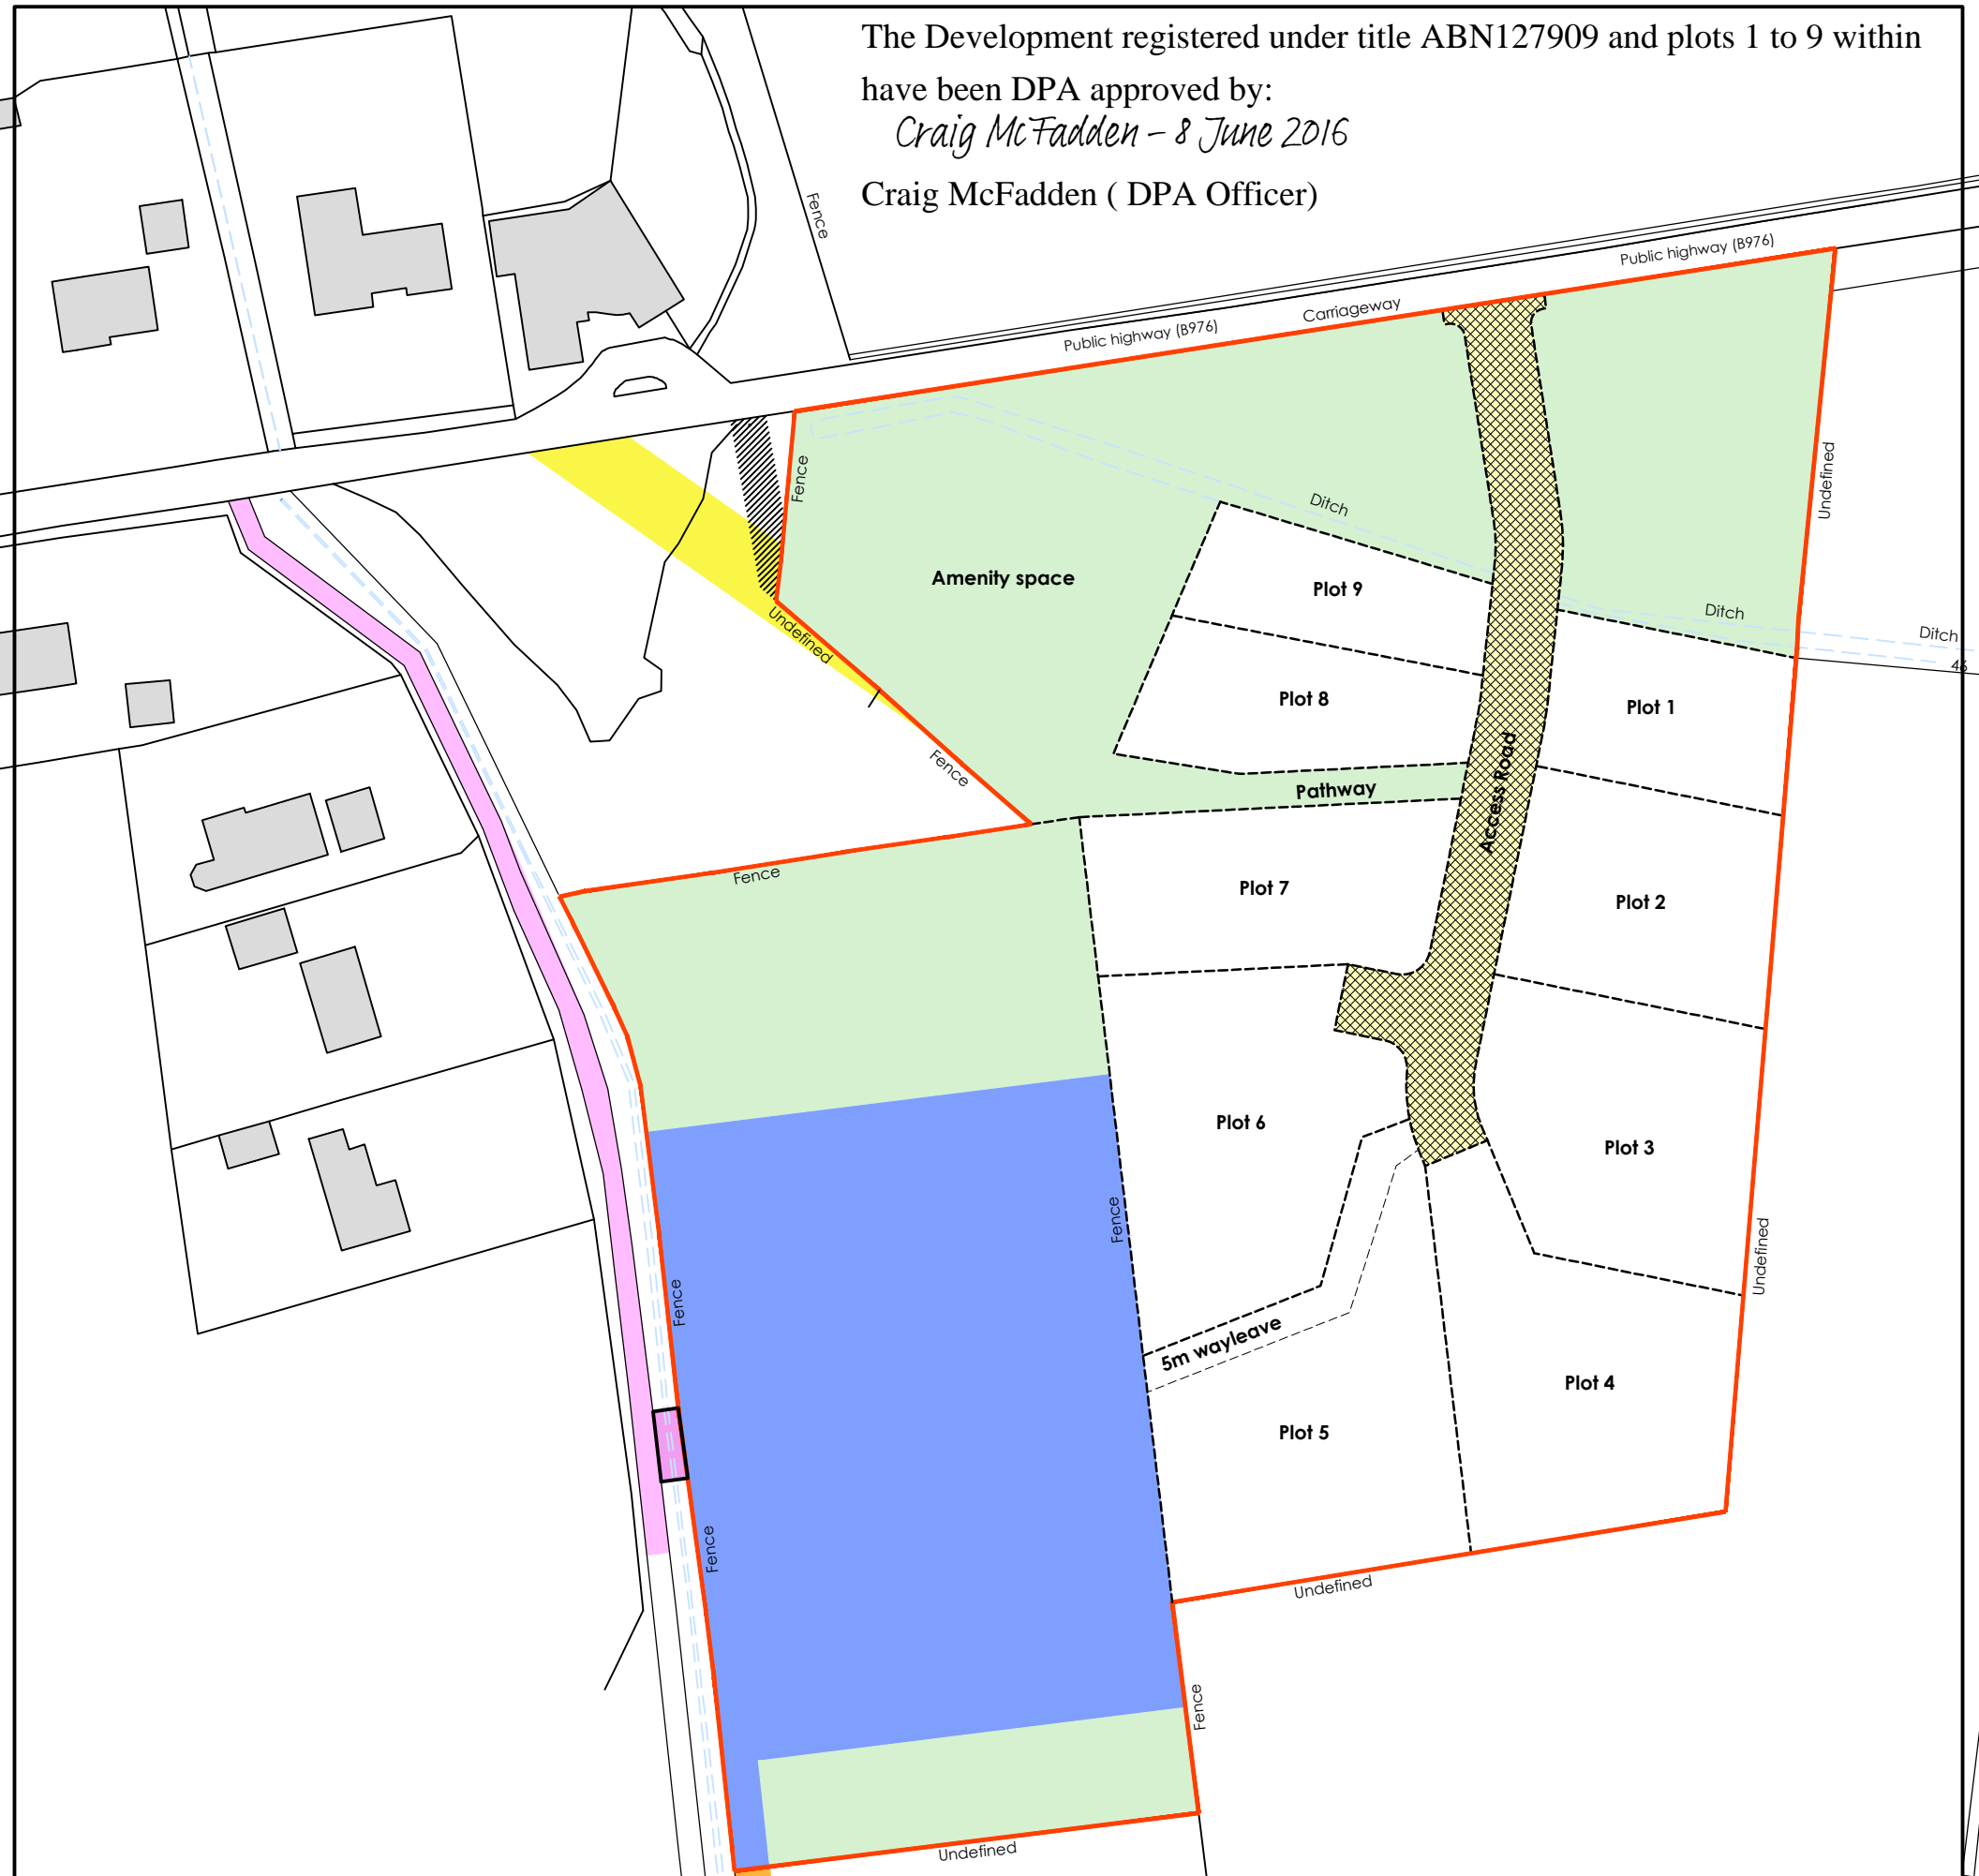 The Development registered under title ABN127909 and plots 1 to 9 within
have been DPA approved by:
Craig McFadden - 8 June 2016
Craig McFadden ( DPA Officer)
Fence
Public highway (B976)
Carriageway
Public highway (B976)
Fence
Undefined
Ditch
Amenity space
Plot 9
Ditch
Ditch
46
Undefined
Plot 8
Plot 1
Fence
Pathway
Access Road
Fence
Plot 7
Plot 2
Plot 6
Plot 3
Fence
Undefined
Fence
5m wayleave
Plot 4
Plot 5
Fence
Undefined
Fence
Undefined